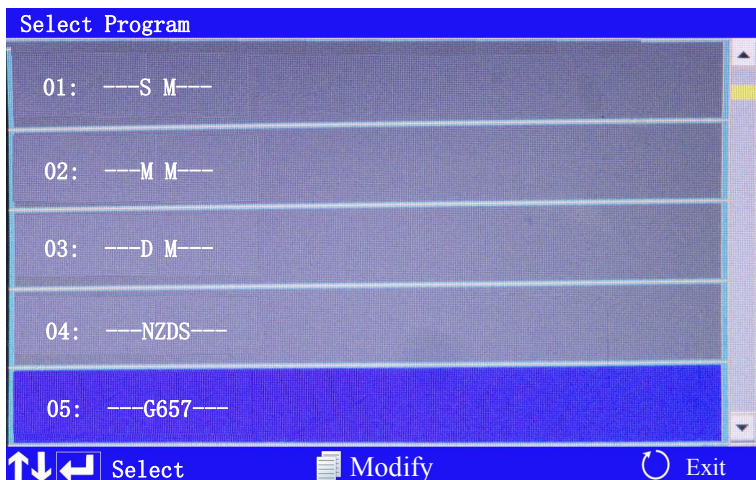 Select Program
01: ---S M---
02: ---M M---
03: ---D M---
04: ---NZDS---
05: ---G657---
Select Modify Exit